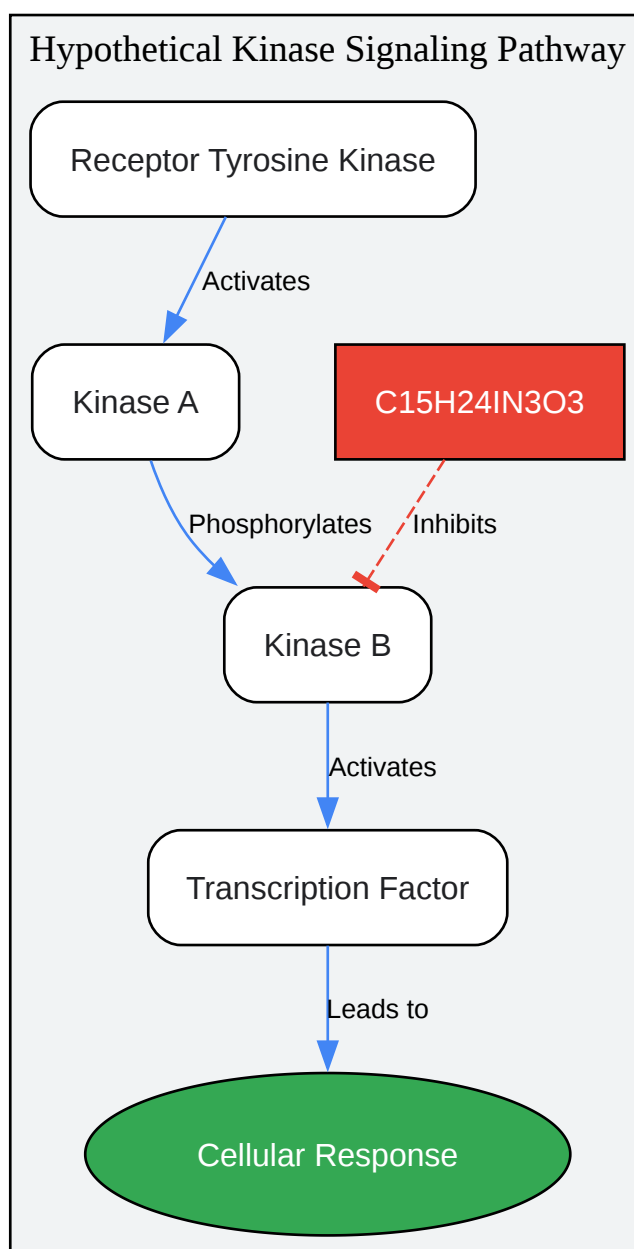 Hypothetical Kinase Signaling Pathway
Receptor Tyrosine Kinase
Activates
Kinase A
C15H24IN3O3
Phosphorylates
Inhibits
Kinase B
Activates
Transcription Factor
Leads to
Cellular Response